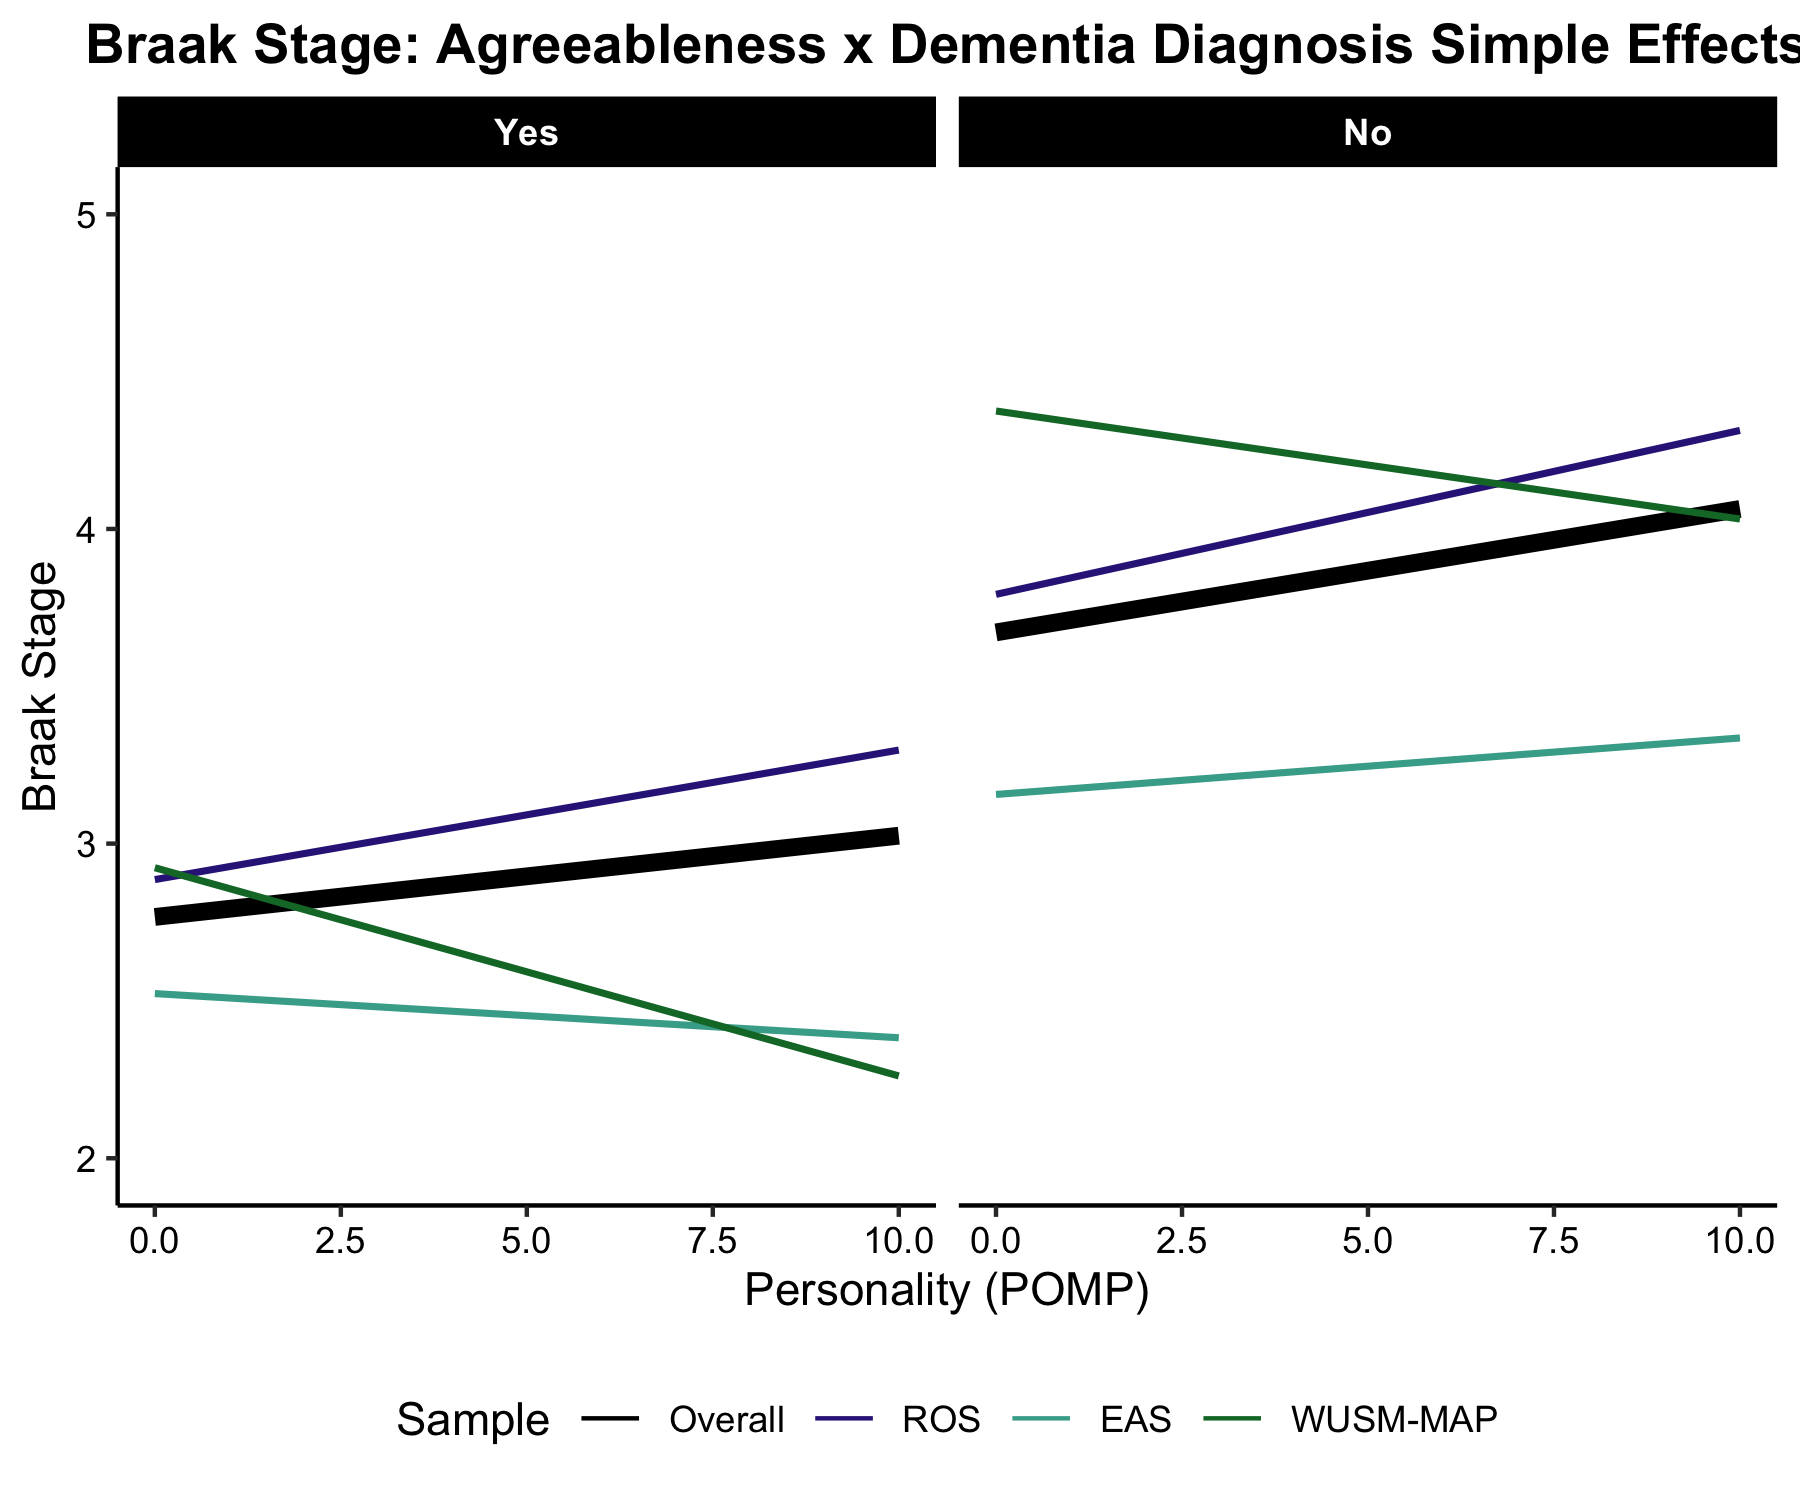 Braak Stage: Agreeableness x Dementia Diagnosis Simple Effects
Yes
No
Braak Stage
5
4
3
2
0.0 2.5 5.0 7.5 10.0
0.0 2.5 5.0 7.5 10.0
Personality (POMP)
Sample Overall ROS EAS WUSM-MAP